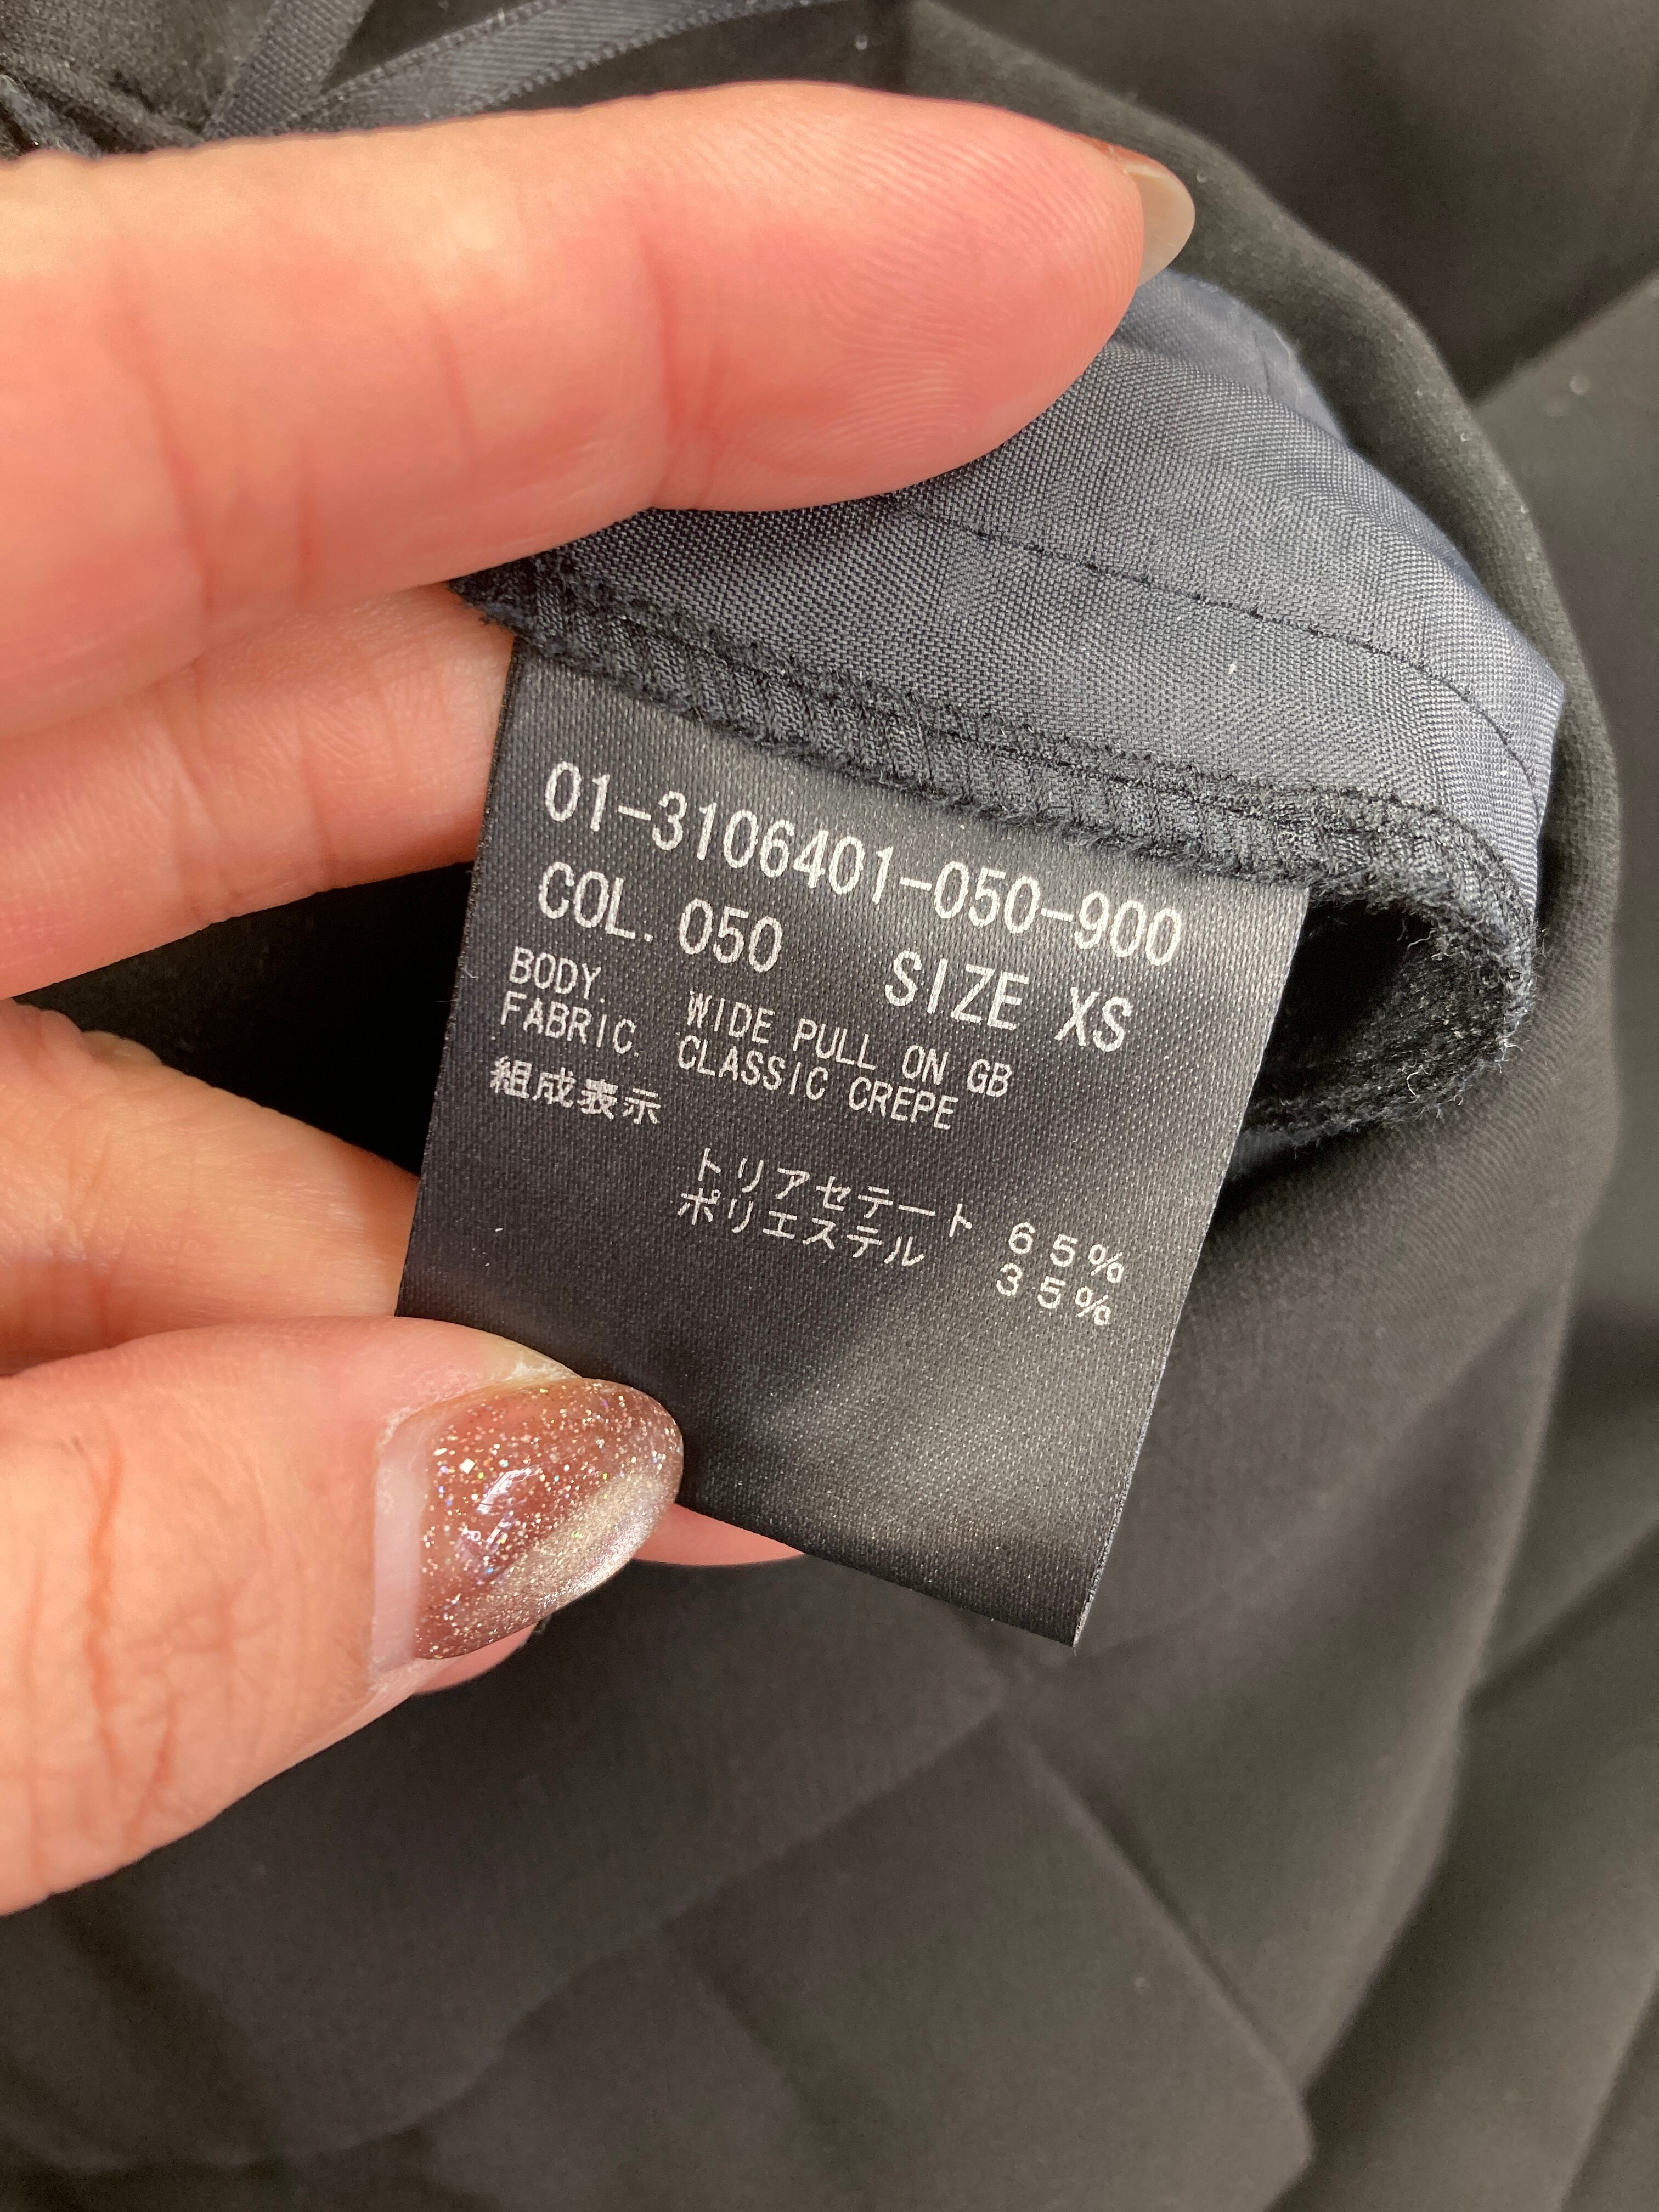 01-3106401-050-900
COL. 050 SIZE XS
BODY. WIDE PULL ON GB
FABRIC. CLASSIC CREPE
組成表示
トリアセテート 65%
ポリエステル 35%